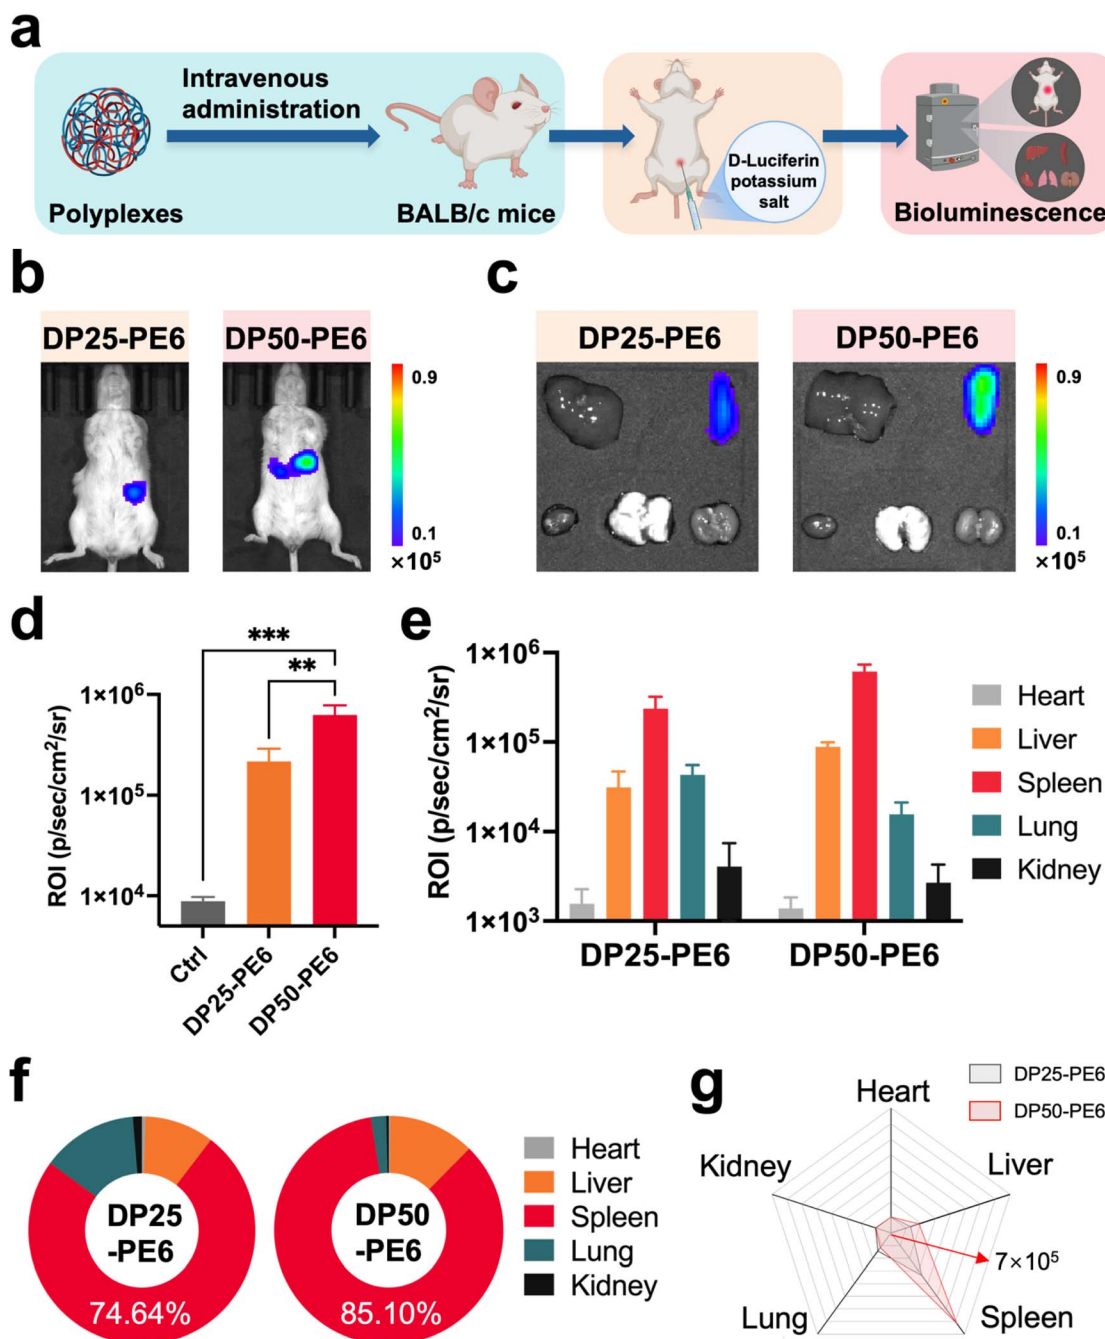 a
Intravenous
administration
Polyplexes
BALB/c mice
D-Luciferin
potassium
salt
Bioluminescence
b
DP25-PE6
DP50-PE6
0.9
0.1
×10⁵
c
DP25-PE6
DP50-PE6
0.9
0.1
×10⁵
d
ROI (p/sec/cm²/sr)
1×10⁶
1×10⁵
1×10⁴
***
**
Ctrl
DP25-PE6
DP50-PE6
e
ROI (p/sec/cm²/sr)
1×10⁶
1×10⁵
1×10⁴
1×10³
DP25-PE6
DP50-PE6
Heart
Liver
Spleen
Lung
Kidney
f
DP25
-PE6
74.64%
DP50
-PE6
85.10%
Heart
Liver
Spleen
Lung
Kidney
g
DP25-PE6
DP50-PE6
Heart
Kidney
Liver
7×10⁵
Lung
Spleen